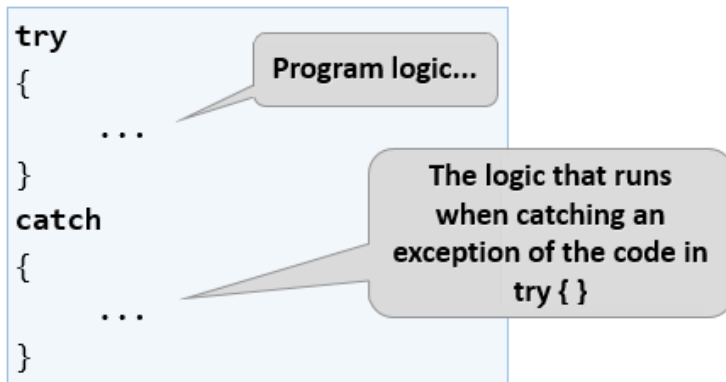 try
{
Program logic...
...
}
catch
{
The logic that runs
when catching an
exception of the code in
try { }
...
}